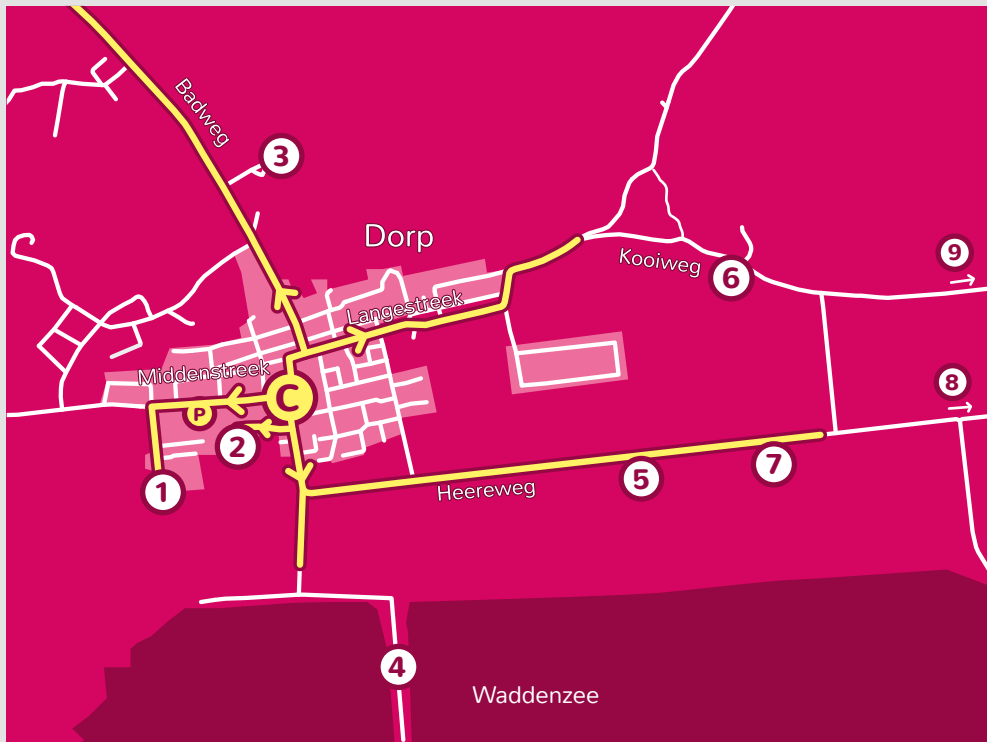 Badweg
3
Dorp
9
Kooiweg
6
Langestreek
Middenstreek
8
C
P
2
7
5
1
Heereweg
4
Waddenzee